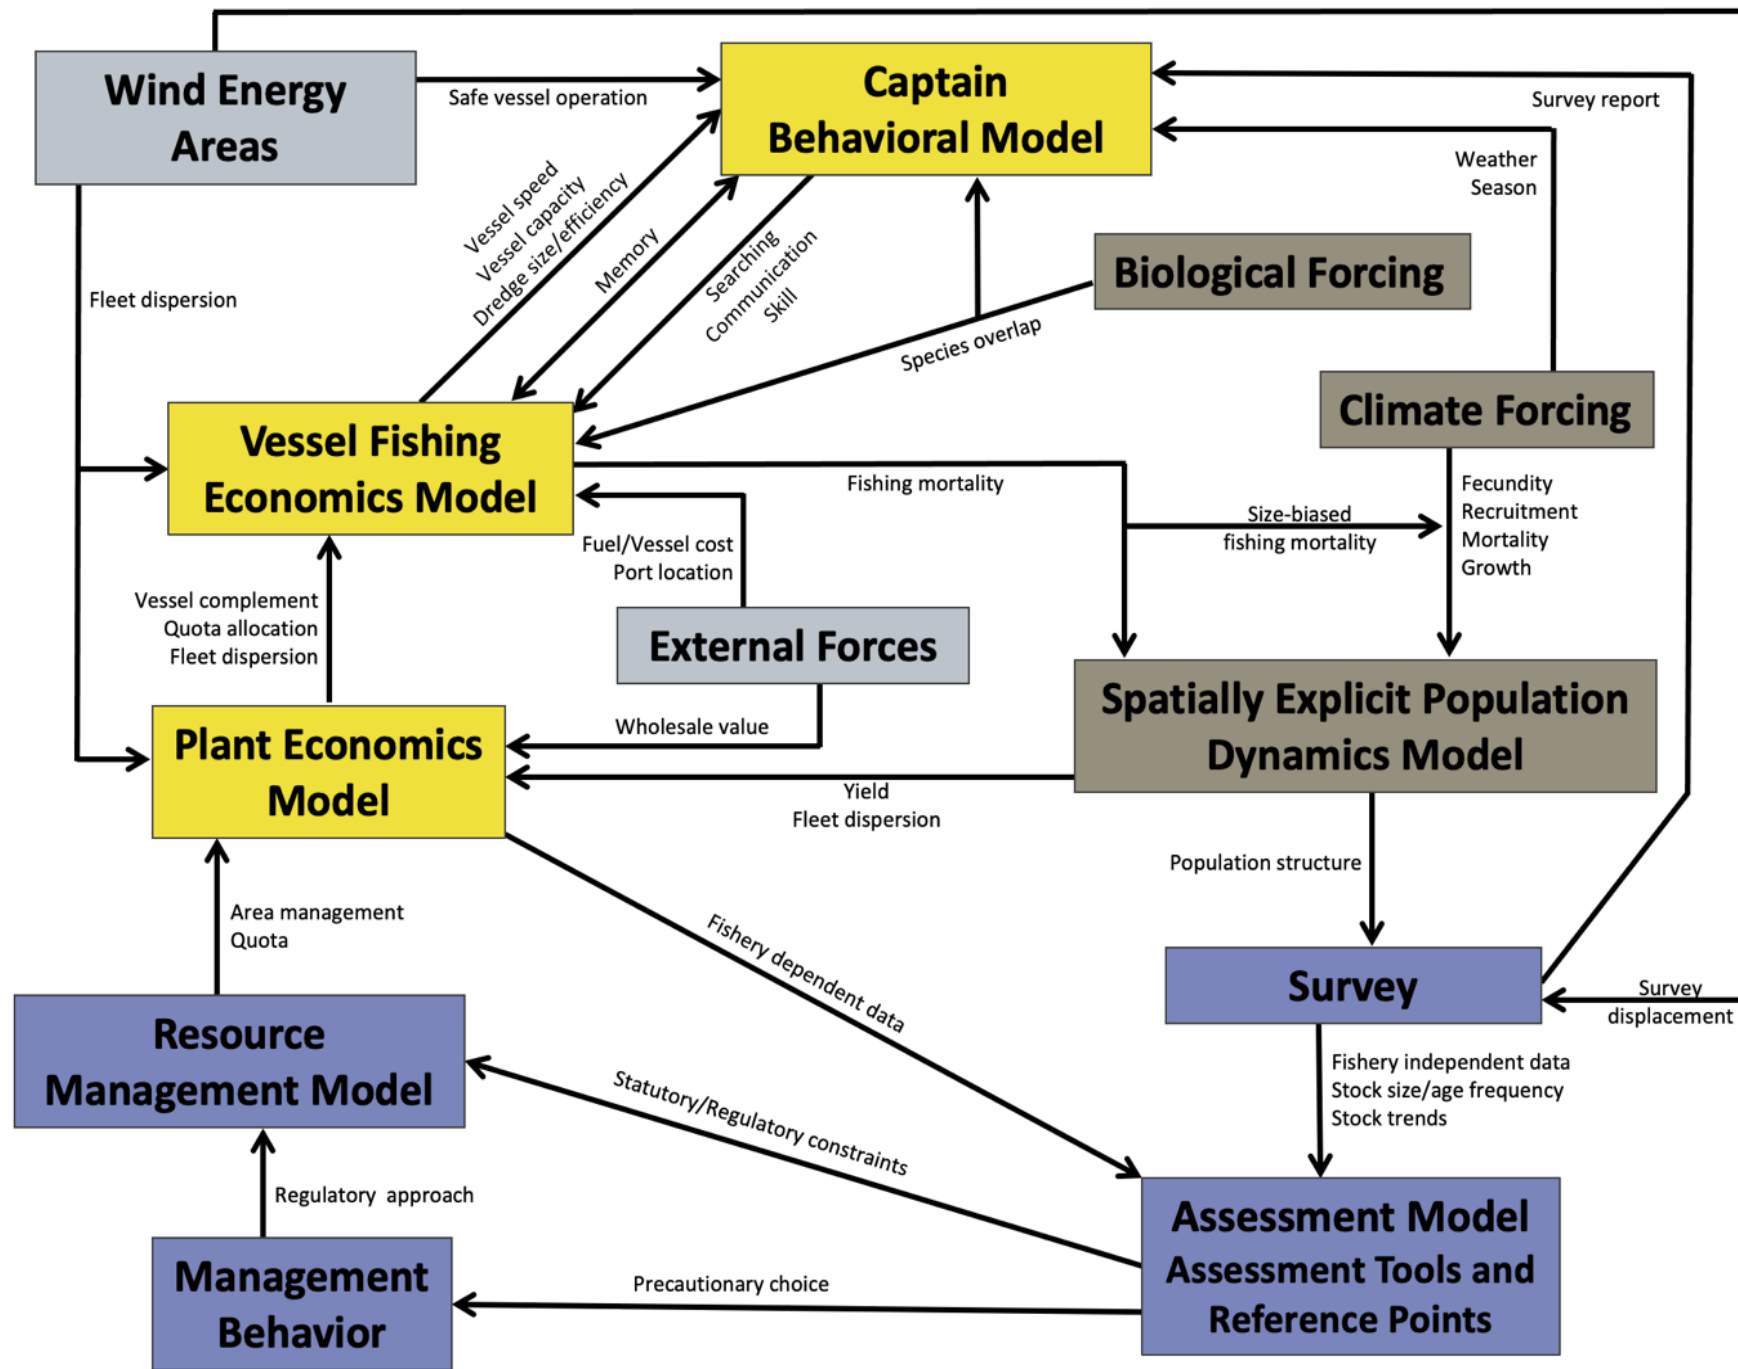 Wind Energy
Areas
Safe vessel operation
Captain
Behavioral Model
Survey report
Weather
Season
Vessel speed
Vessel capacity
Dredge size/efficiency
Memory
Searching
Communication
Skill
Biological Forcing
Species overlap
Fleet dispersion
Climate Forcing
Vessel Fishing
Economics Model
Fishing mortality
Size-biased
fishing mortality
Fecundity
Recruitment
Mortality
Growth
Fuel/Vessel cost
Port location
Vessel complement
Quota allocation
Fleet dispersion
External Forces
Wholesale value
Spatially Explicit Population
Dynamics Model
Plant Economics
Model
Yield
Fleet dispersion
Population structure
Area management
Quota
Fishery dependent data
Survey
Survey
displacement
Resource
Management Model
Fishery independent data
Stock size/age frequency
Stock trends
Statutory/Regulatory constraints
Regulatory approach
Assessment Model
Assessment Tools and
Reference Points
Management
Behavior
Precautionary choice